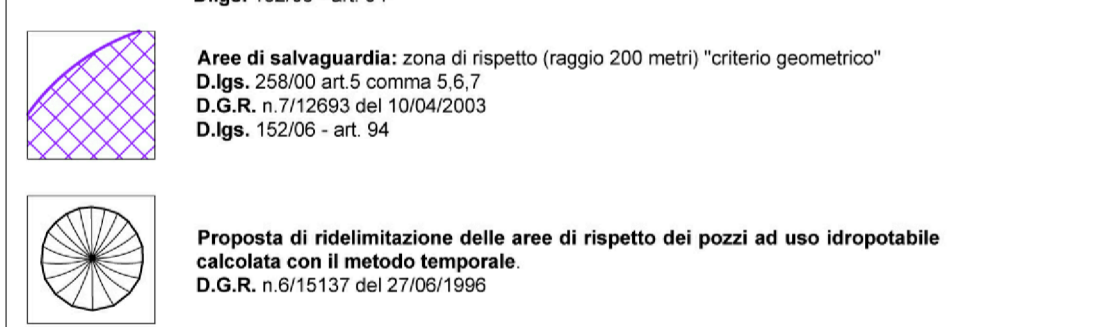 Aree di salvaguardia: zona di rispetto (raggio 200 metri) "criterio geometrico"
D.lgs. 258/00 art.5 comma 5,6,7
D.G.R. n.7/12693 del 10/04/2003
D.lgs. 152/06 - art. 94
Proposta di ridelimitazione delle aree di rispetto dei pozzi ad uso idropotabile
calcolata con il metodo temporale.
D.G.R. n.6/15137 del 27/06/1996